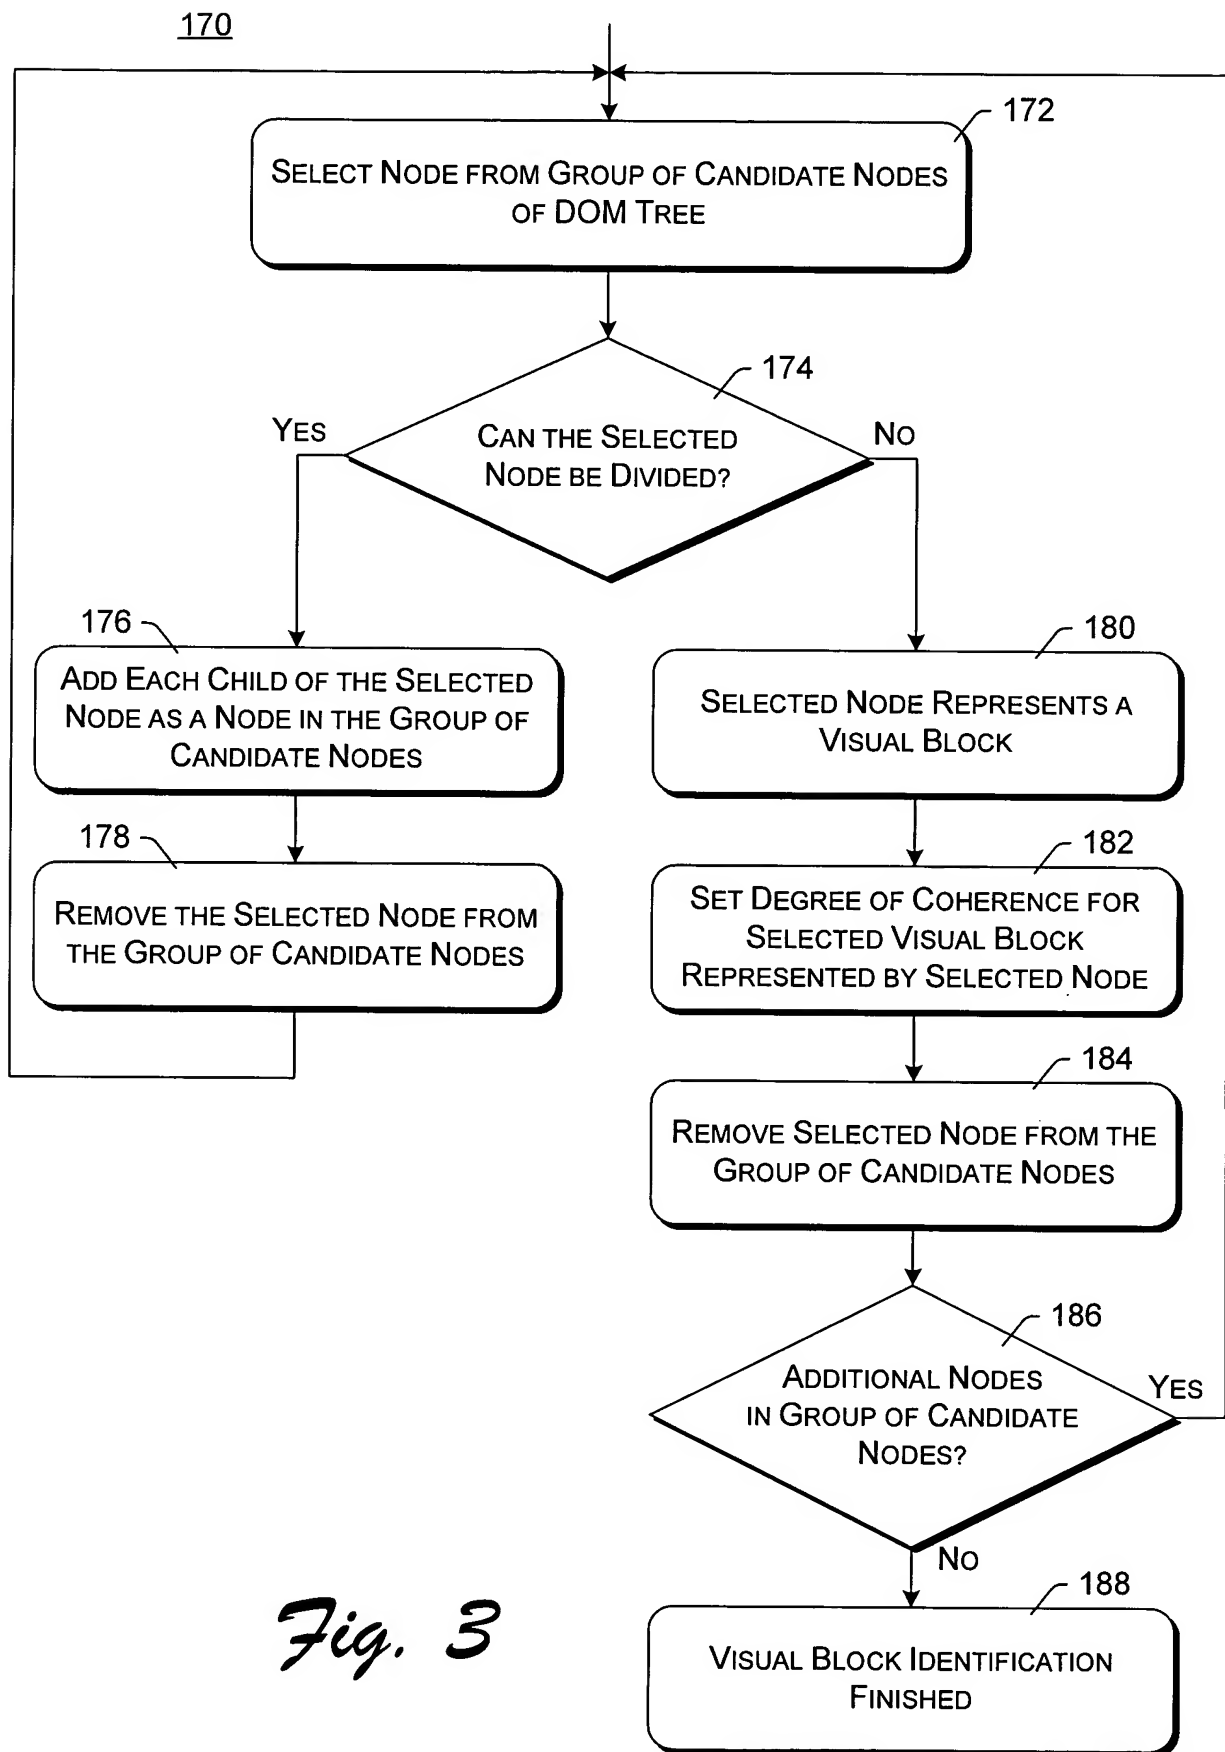 170
172
SELECT NODE FROM GROUP OF CANDIDATE NODES
OF DOM TREE
174
YES
NO
CAN THE SELECTED
NODE BE DIVIDED?
176
ADD EACH CHILD OF THE SELECTED
NODE AS A NODE IN THE GROUP OF
CANDIDATE NODES
178
REMOVE THE SELECTED NODE FROM
THE GROUP OF CANDIDATE NODES
180
SELECTED NODE REPRESENTS A
VISUAL BLOCK
182
SET DEGREE OF COHERENCE FOR
SELECTED VISUAL BLOCK
REPRESENTED BY SELECTED NODE
184
REMOVE SELECTED NODE FROM THE
GROUP OF CANDIDATE NODES
186
ADDITIONAL NODES
IN GROUP OF CANDIDATE
NODES?
YES
NO
188
VISUAL BLOCK IDENTIFICATION
FINISHED
Fig. 3